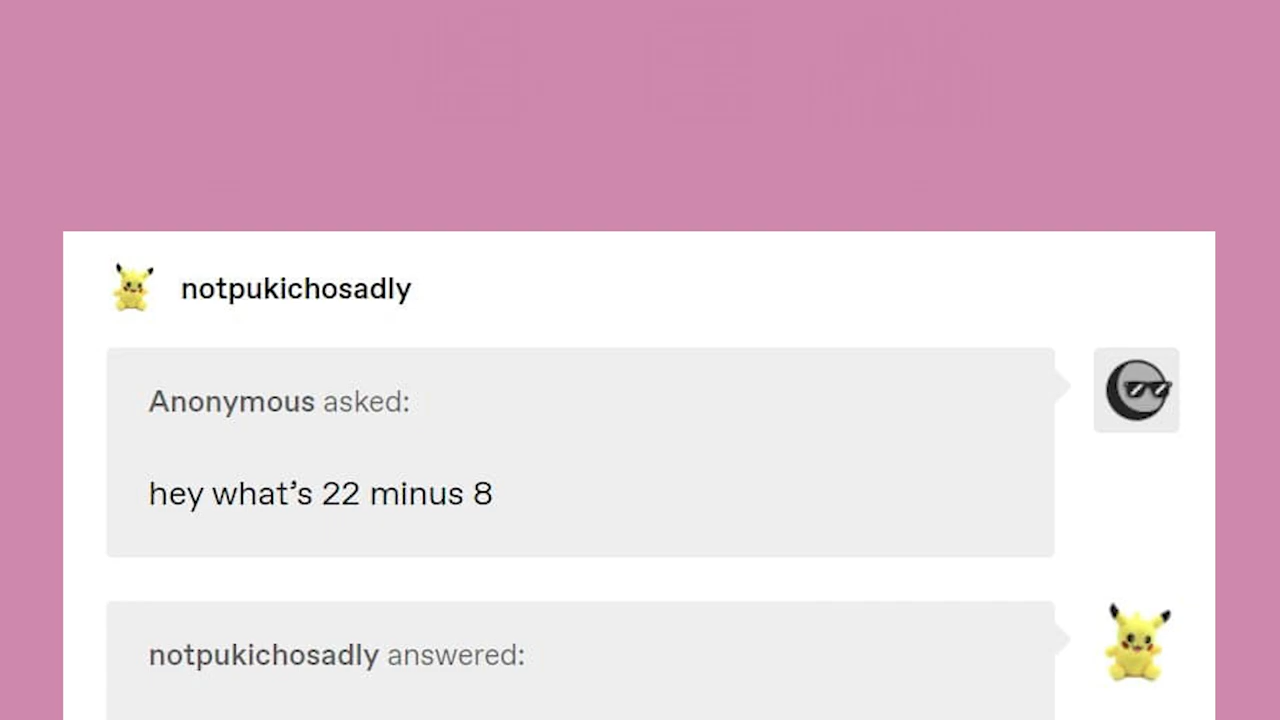 notpukichosadly
Anonymous asked:
hey what’s 22 minus 8
notpukichosadly answered: